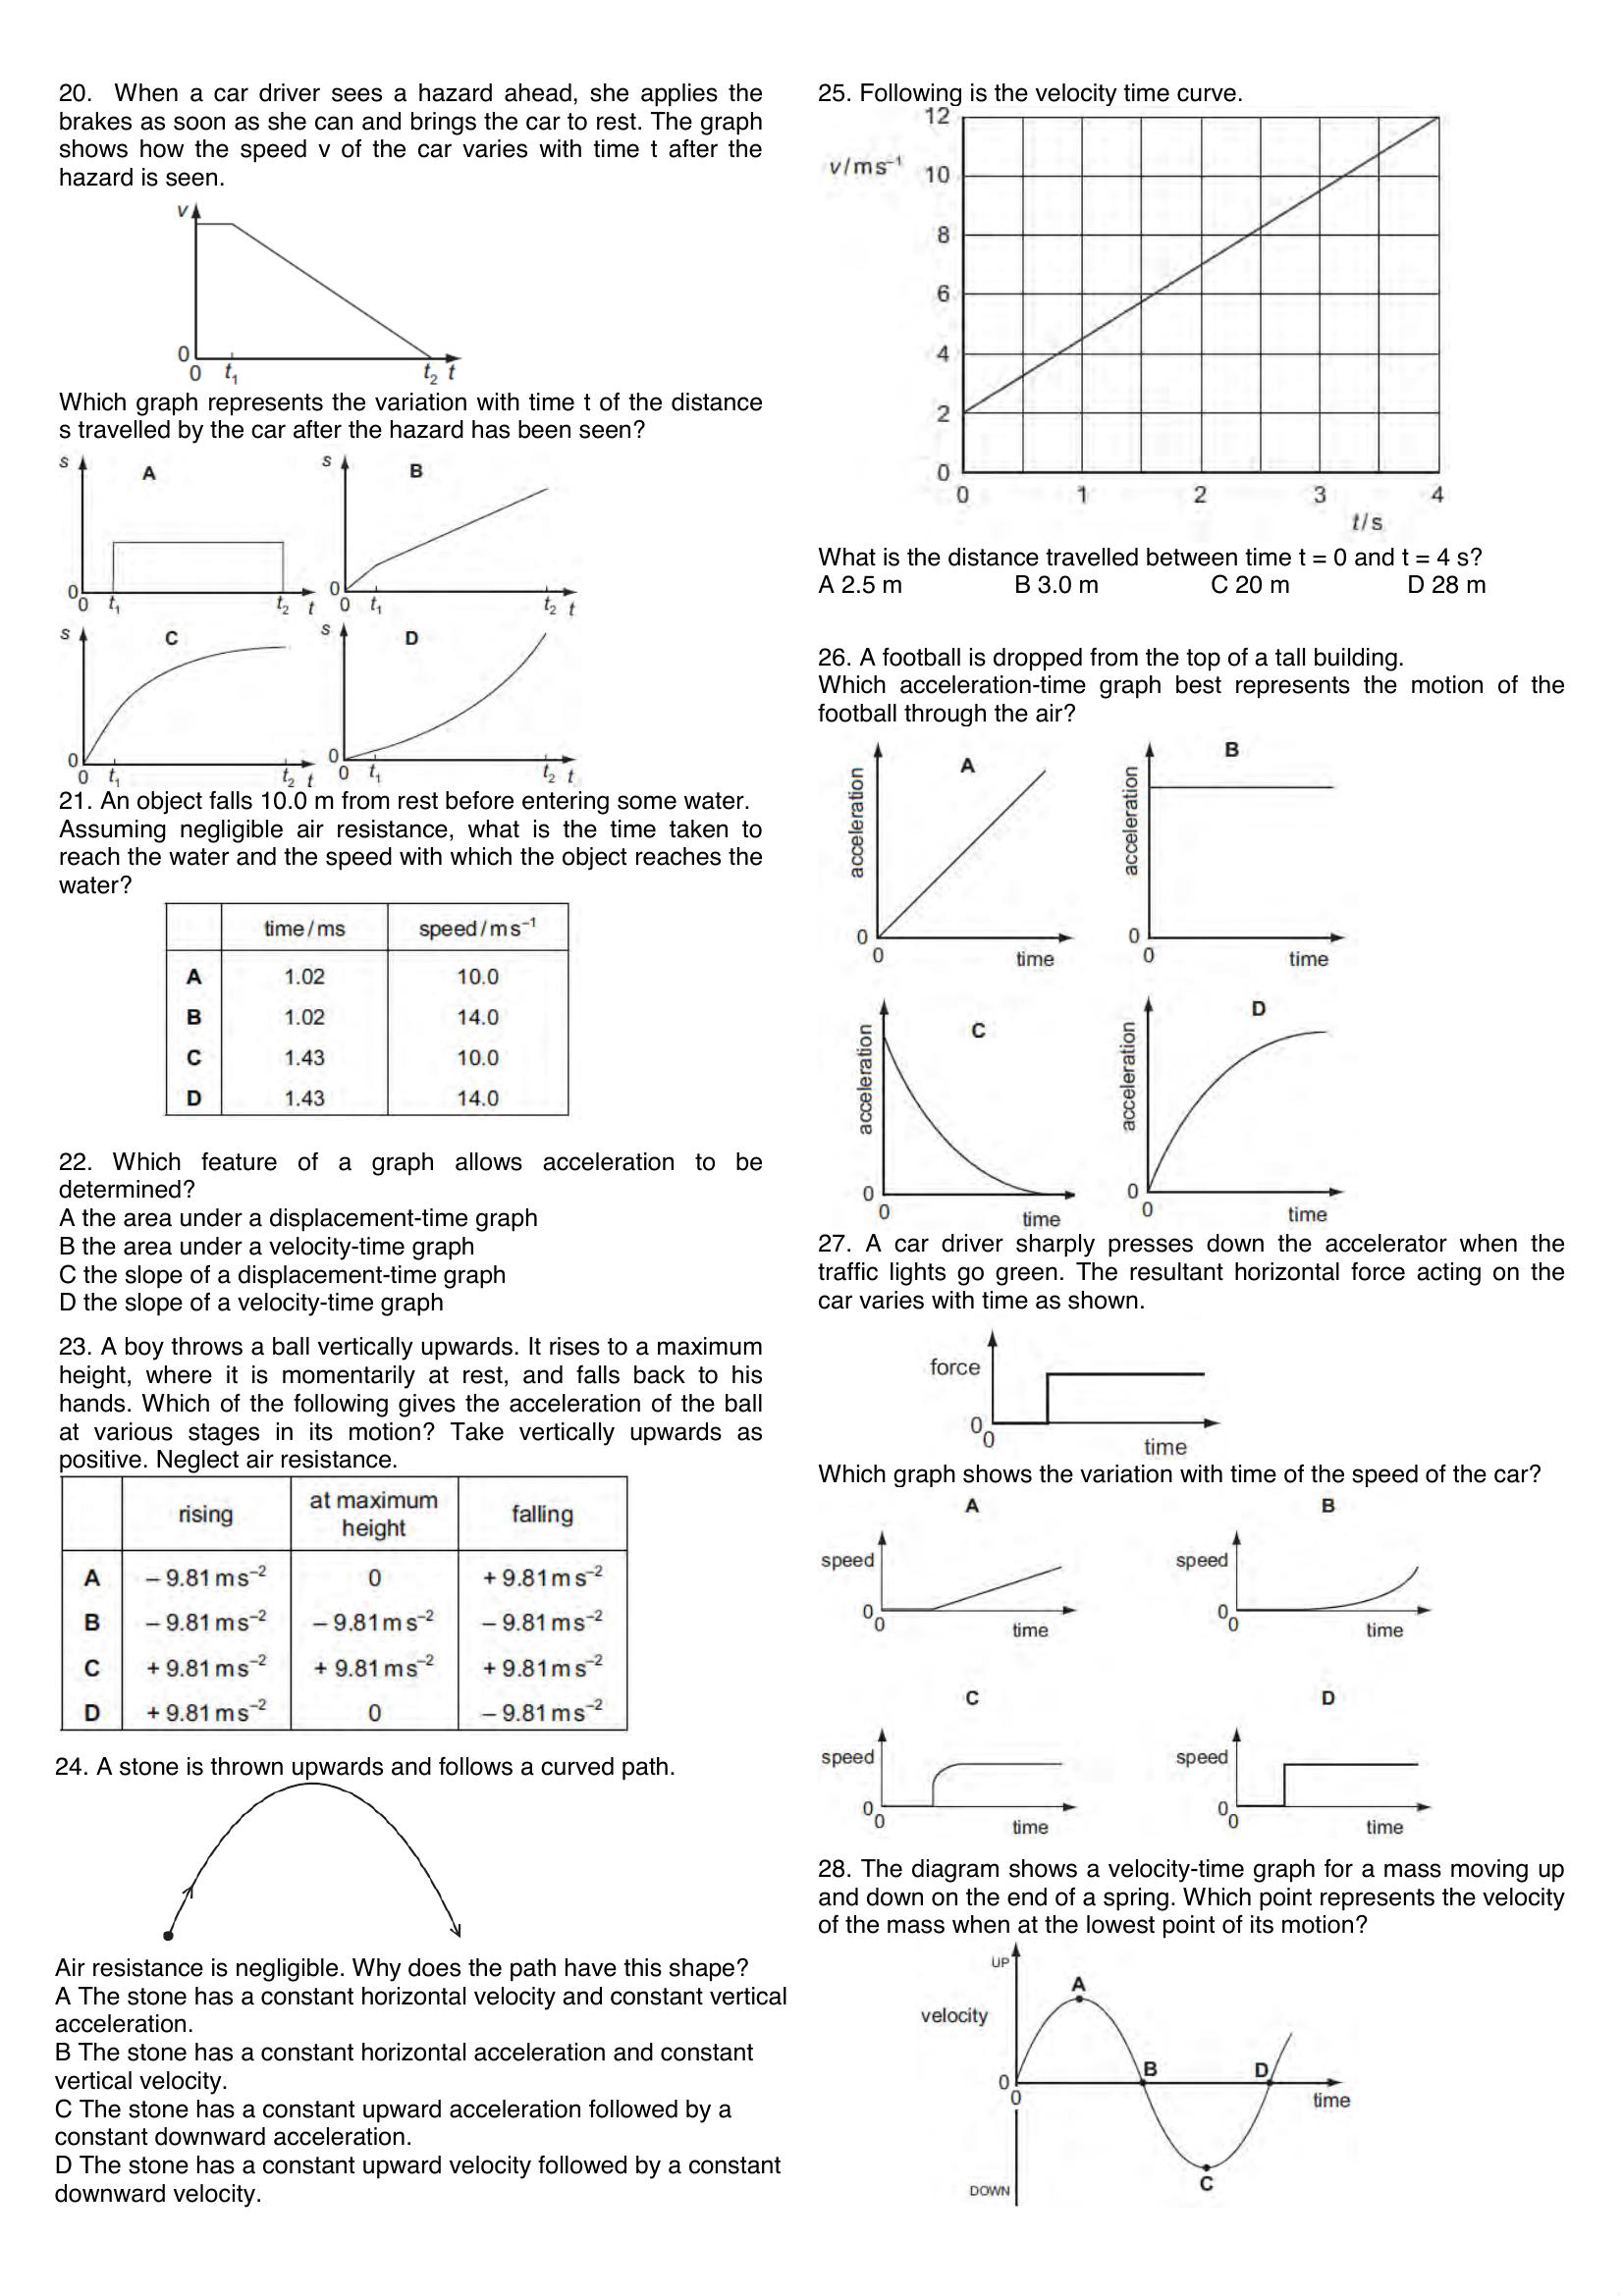 20. When a car driver sees a hazard ahead, she applies the
brakes as soon as she can and brings the car to rest. The graph
shows how the speed v of the car varies with time t after the
hazard is seen.
v
0
0 t₁ t₂ t
Which graph represents the variation with time t of the distance
s travelled by the car after the hazard has been seen?
s A
0
0 t₁ t₂ t
s B
0
0 t₁ t₂ t
s C
0
0 t₁ t₂ t
s D
0
0 t₁ t₂ t
21. An object falls 10.0 m from rest before entering some water.
Assuming negligible air resistance, what is the time taken to
reach the water and the speed with which the object reaches the
water?
time/ms speed/ms⁻¹
A 1.02 10.0
B 1.02 14.0
C 1.43 10.0
D 1.43 14.0
22. Which feature of a graph allows acceleration to be
determined?
A the area under a displacement-time graph
B the area under a velocity-time graph
C the slope of a displacement-time graph
D the slope of a velocity-time graph
23. A boy throws a ball vertically upwards. It rises to a maximum
height, where it is momentarily at rest, and falls back to his
hands. Which of the following gives the acceleration of the ball
at various stages in its motion? Take vertically upwards as
positive. Neglect air resistance.
rising at maximum height falling
A – 9.81 m s⁻² 0 + 9.81 m s⁻²
B – 9.81 m s⁻² – 9.81 m s⁻² – 9.81 m s⁻²
C + 9.81 m s⁻² + 9.81 m s⁻² + 9.81 m s⁻²
D + 9.81 m s⁻² 0 – 9.81 m s⁻²
24. A stone is thrown upwards and follows a curved path.
Air resistance is negligible. Why does the path have this shape?
A The stone has a constant horizontal velocity and constant vertical
acceleration.
B The stone has a constant horizontal acceleration and constant
vertical velocity.
C The stone has a constant upward acceleration followed by a
constant downward acceleration.
D The stone has a constant upward velocity followed by a constant
downward velocity.
25. Following is the velocity time curve.
12
v/ms⁻¹ 10
8
6
4
2
0
0 1 2 3 4
t/s
What is the distance travelled between time t = 0 and t = 4 s?
A 2.5 m B 3.0 m C 20 m D 28 m
26. A football is dropped from the top of a tall building.
Which acceleration-time graph best represents the motion of the
football through the air?
A
acceleration
0
0 time
B
acceleration
0
0 time
C
acceleration
0
0 time
D
acceleration
0
0 time
27. A car driver sharply presses down the accelerator when the
traffic lights go green. The resultant horizontal force acting on the
car varies with time as shown.
force
0
0 time
Which graph shows the variation with time of the speed of the car?
A
speed
0
0 time
B
speed
0
0 time
C
speed
0
0 time
D
speed
0
0 time
28. The diagram shows a velocity-time graph for a mass moving up
and down on the end of a spring. Which point represents the velocity
of the mass when at the lowest point of its motion?
UP
A
velocity
B D
0
0 time
C
DOWN